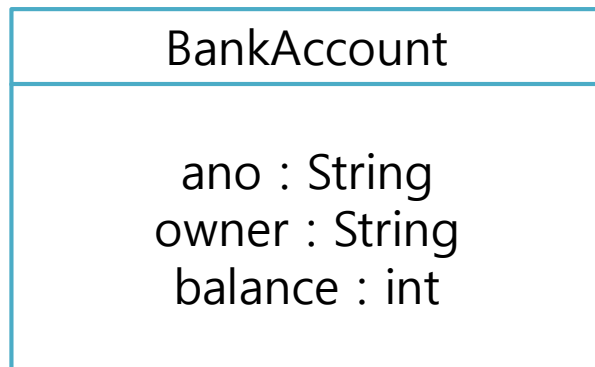 BankAccount
ano : String
owner : String
balance : int